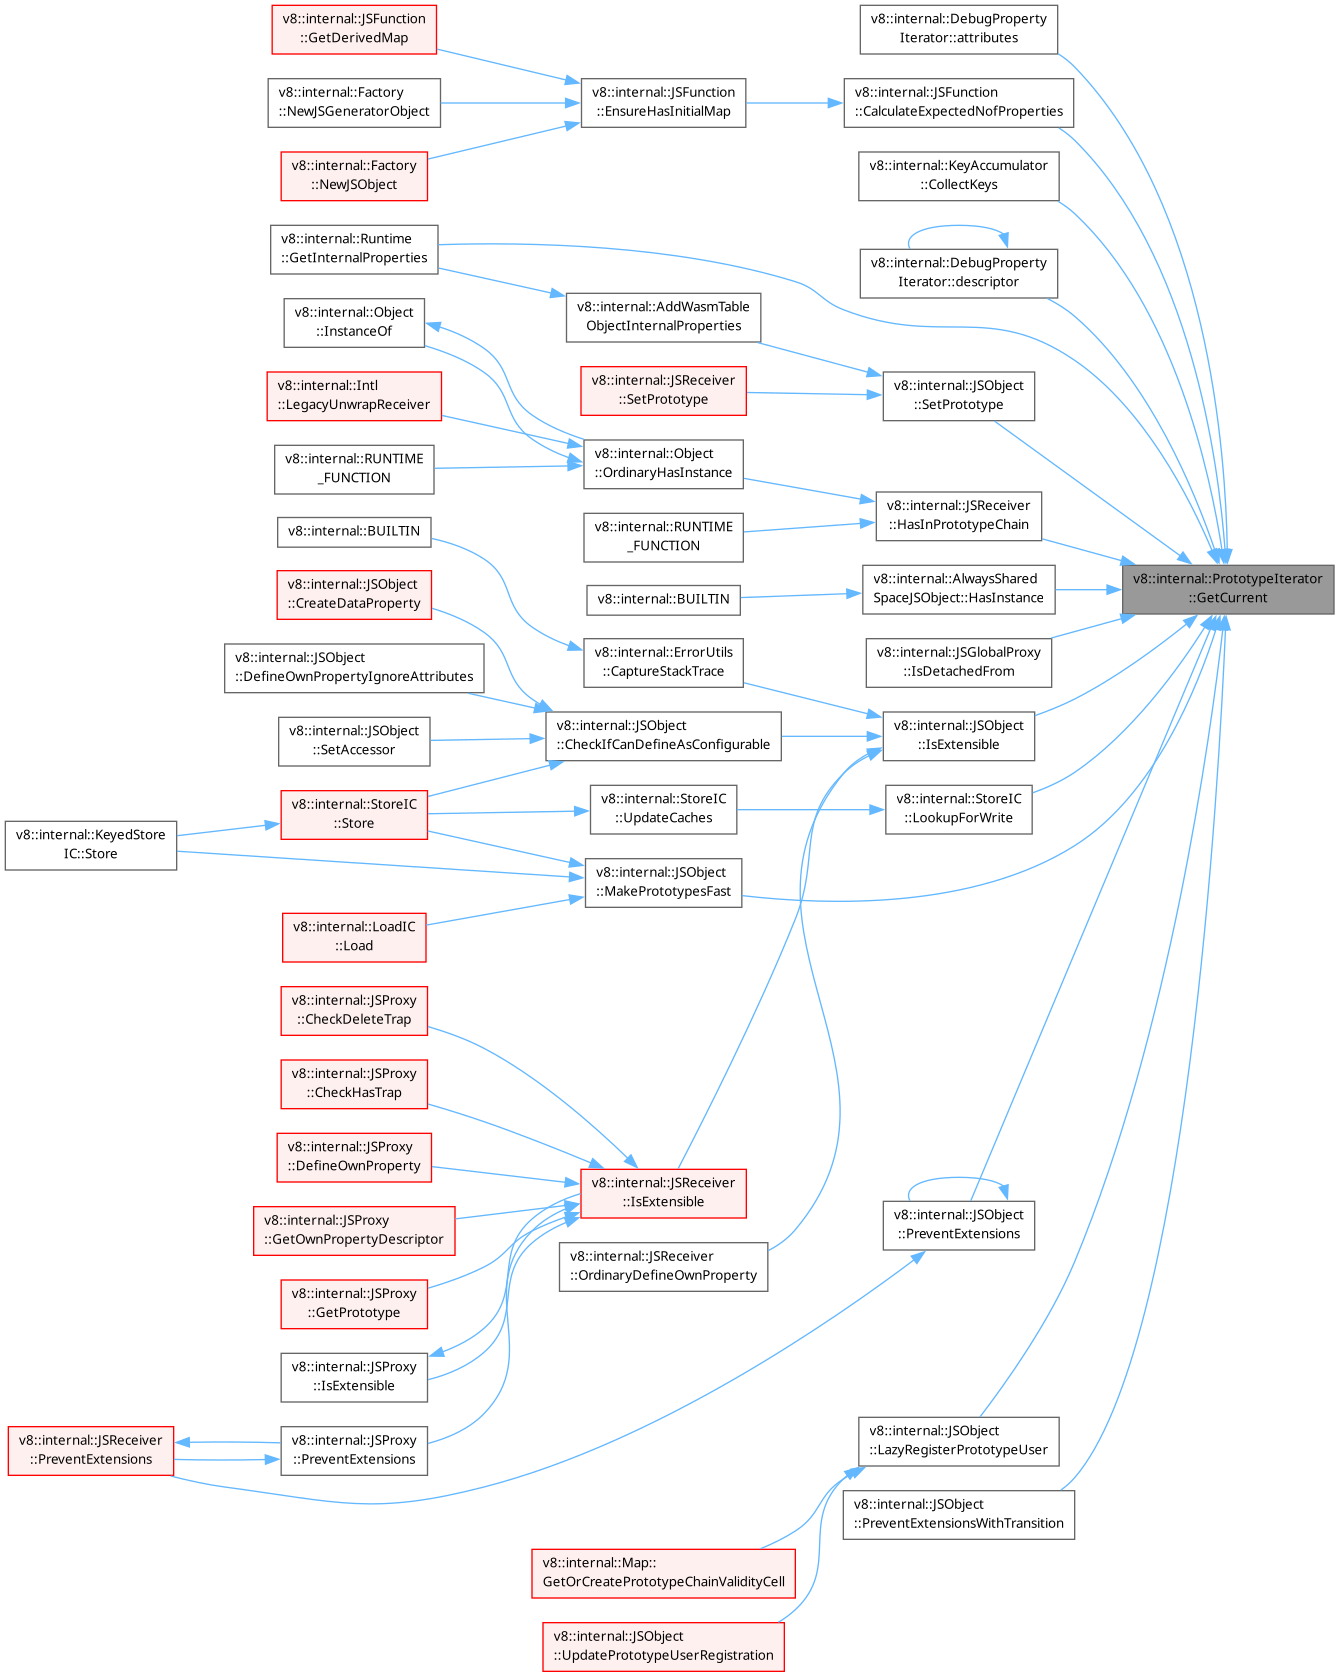 v8::internal::JSFunction
::GetDerivedMap
v8::internal::Factory
::NewJSGeneratorObject
v8::internal::Factory
::NewJSObject
v8::internal::Runtime
::GetInternalProperties
v8::internal::Object
::InstanceOf
v8::internal::Intl
::LegacyUnwrapReceiver
v8::internal::RUNTIME
_FUNCTION
v8::internal::BUILTIN
v8::internal::JSObject
::CreateDataProperty
v8::internal::JSObject
::DefineOwnPropertyIgnoreAttributes
v8::internal::JSObject
::SetAccessor
v8::internal::StoreIC
::Store
v8::internal::KeyedStore
IC::Store
v8::internal::LoadIC
::Load
v8::internal::JSProxy
::CheckDeleteTrap
v8::internal::JSProxy
::CheckHasTrap
v8::internal::JSProxy
::DefineOwnProperty
v8::internal::JSProxy
::GetOwnPropertyDescriptor
v8::internal::JSProxy
::GetPrototype
v8::internal::JSProxy
::IsExtensible
v8::internal::JSReceiver
::PreventExtensions
v8::internal::JSProxy
::PreventExtensions
v8::internal::JSFunction
::EnsureHasInitialMap
v8::internal::AddWasmTable
ObjectInternalProperties
v8::internal::JSReceiver
::SetPrototype
v8::internal::Object
::OrdinaryHasInstance
v8::internal::RUNTIME
_FUNCTION
v8::internal::BUILTIN
v8::internal::ErrorUtils
::CaptureStackTrace
v8::internal::JSObject
::CheckIfCanDefineAsConfigurable
v8::internal::StoreIC
::UpdateCaches
v8::internal::JSObject
::MakePrototypesFast
v8::internal::JSReceiver
::IsExtensible
v8::internal::JSReceiver
::OrdinaryDefineOwnProperty
v8::internal::Map::
GetOrCreatePrototypeChainValidityCell
v8::internal::JSObject
::UpdatePrototypeUserRegistration
v8::internal::DebugProperty
Iterator::attributes
v8::internal::JSFunction
::CalculateExpectedNofProperties
v8::internal::KeyAccumulator
::CollectKeys
v8::internal::DebugProperty
Iterator::descriptor
v8::internal::JSObject
::SetPrototype
v8::internal::JSReceiver
::HasInPrototypeChain
v8::internal::AlwaysShared
SpaceJSObject::HasInstance
v8::internal::JSGlobalProxy
::IsDetachedFrom
v8::internal::JSObject
::IsExtensible
v8::internal::StoreIC
::LookupForWrite
v8::internal::JSObject
::PreventExtensions
v8::internal::JSObject
::LazyRegisterPrototypeUser
v8::internal::JSObject
::PreventExtensionsWithTransition
v8::internal::PrototypeIterator
::GetCurrent